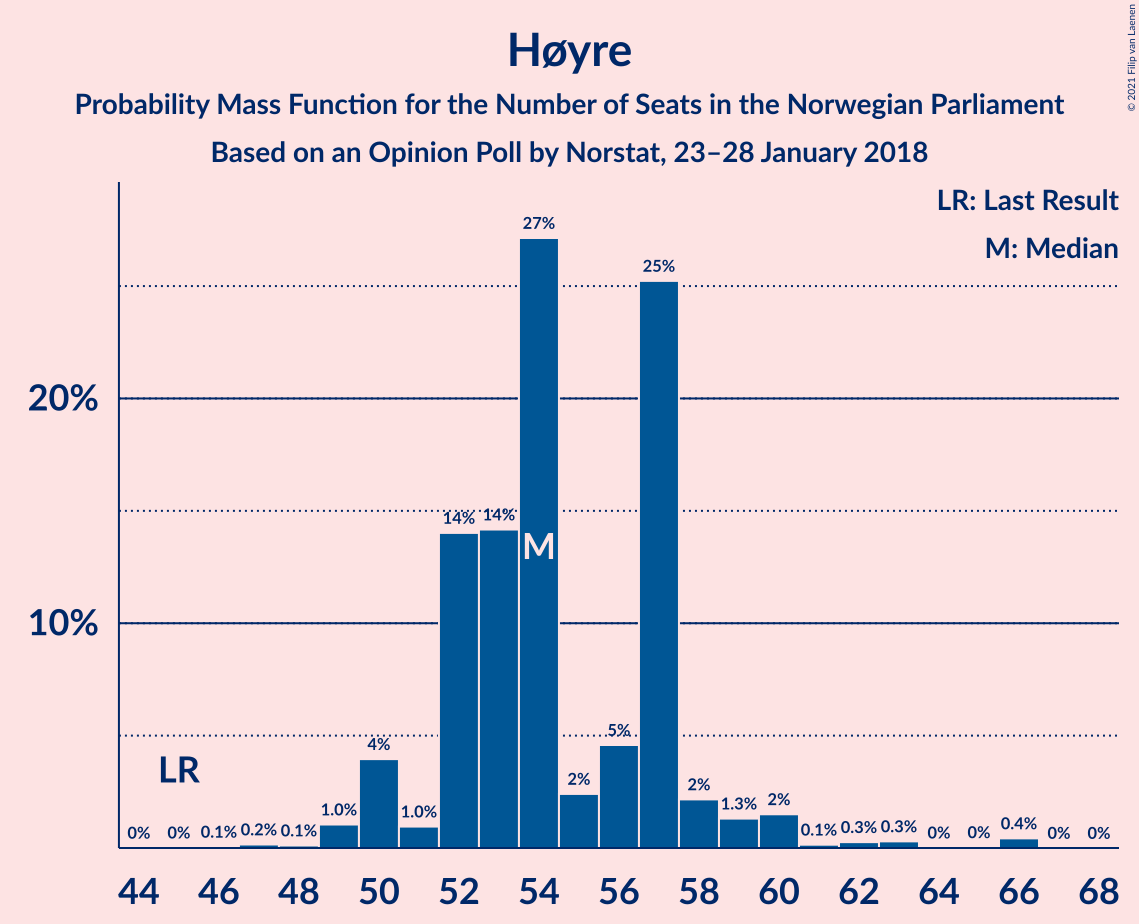 Høyre
Probability Mass Function for the Number of Seats in the Norwegian Parliament
Based on an Opinion Poll by Norstat, 23–28 January 2018
© 2021 Filip van Laenen
LR: Last Result
M: Median
20%
10%
0% 0% 0.1% 0.2% 0.1% 1.0% 4% 1.0% 14% 14% 27% 2% 5% 25% 2% 1.3% 2% 0.1% 0.3% 0.3% 0% 0% 0.4% 0% 0%
LR
M
44 46 48 50 52 54 56 58 60 62 64 66 68